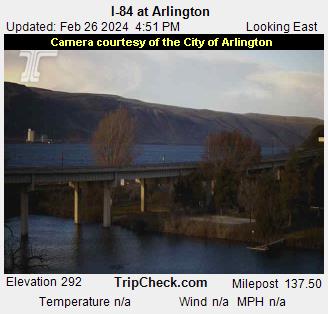 I-84 at Arlington
Updated: Feb 26 2024 4:51 PM Looking East
Camera courtesy of the City of Arlington
Elevation 292 TripCheck.com Milepost 137.50
Temperature n/a Wind n/a MPH n/a